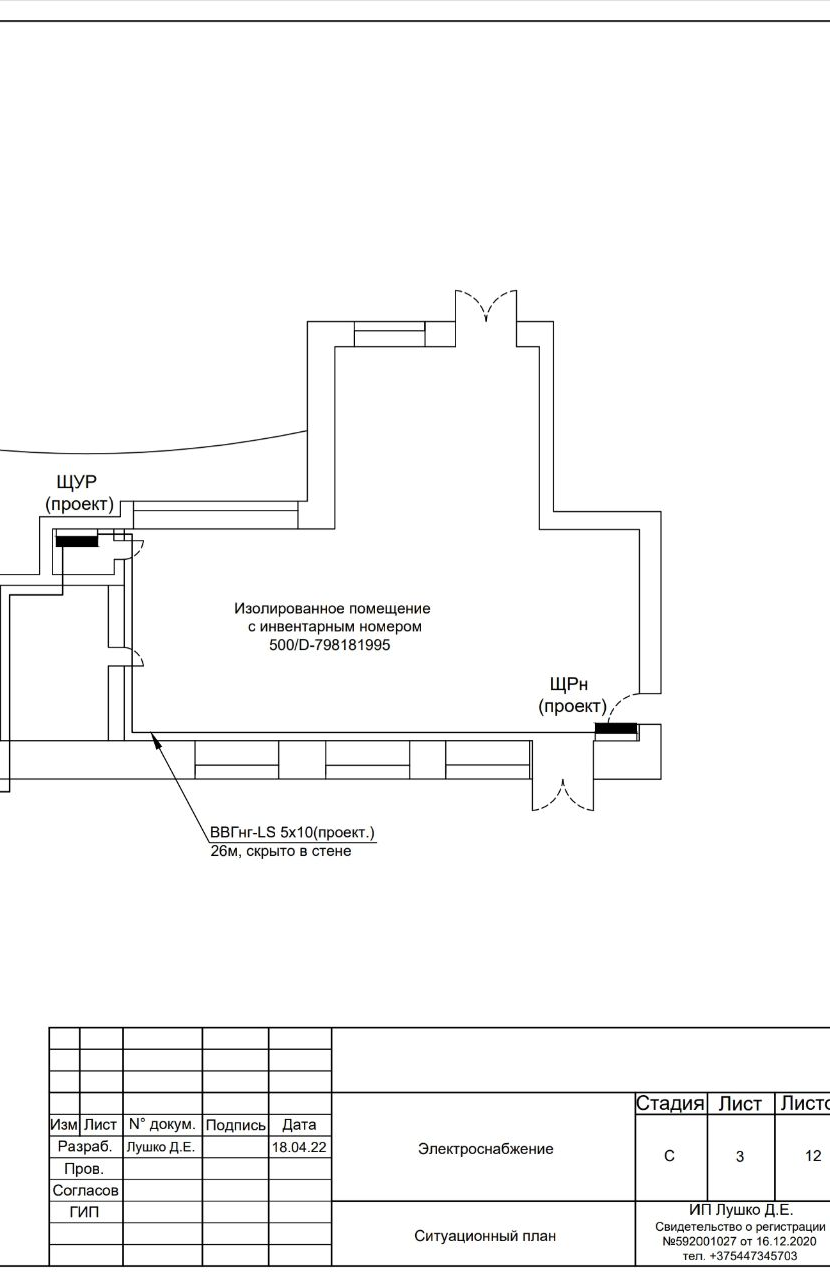 ЩУР
(проект)
Изолированное помещение
с инвентарным номером
500/D-798181995
ЩРн
(проект)
ВВГнг-LS 5х10(проект.)
26м, скрыто в стене
Изм Лист N° докум. Подпись Дата
Разраб. Лушко Д.Е. 18.04.22
Пров.
Согласов
ГИП
Электроснабжение
Ситуационный план
Стадия Лист Листо
С 3 12
ИП Лушко Д.Е.
Свидетельство о регистрации
№592001027 от 16.12.2020
тел. +375447345703